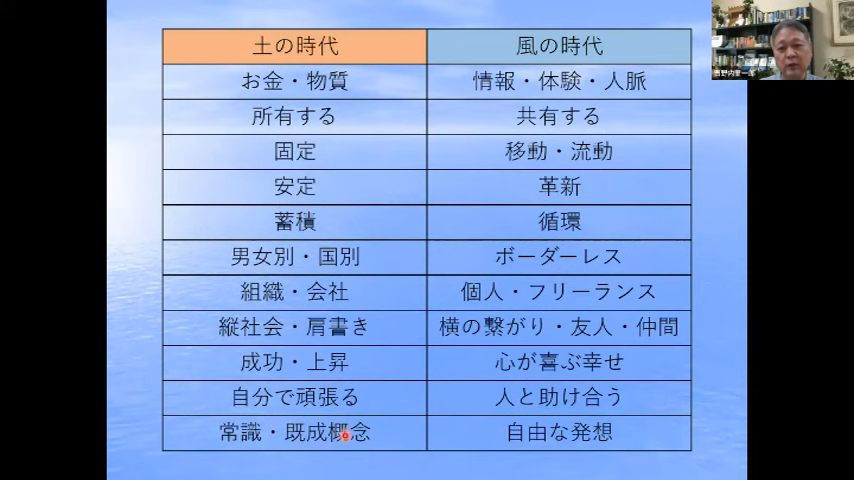 土の時代 風の時代
お金・物質 情報・体験・人脈
所有する 共有する
固定 移動・流動
安定 革新
蓄積 循環
男女別・国別 ボーダーレス
組織・会社 個人・フリーランス
縦社会・肩書き 横の繋がり・友人・仲間
成功・上昇 心が喜ぶ幸せ
自分で頑張る 人と助け合う
常識・既成概念 自由な発想